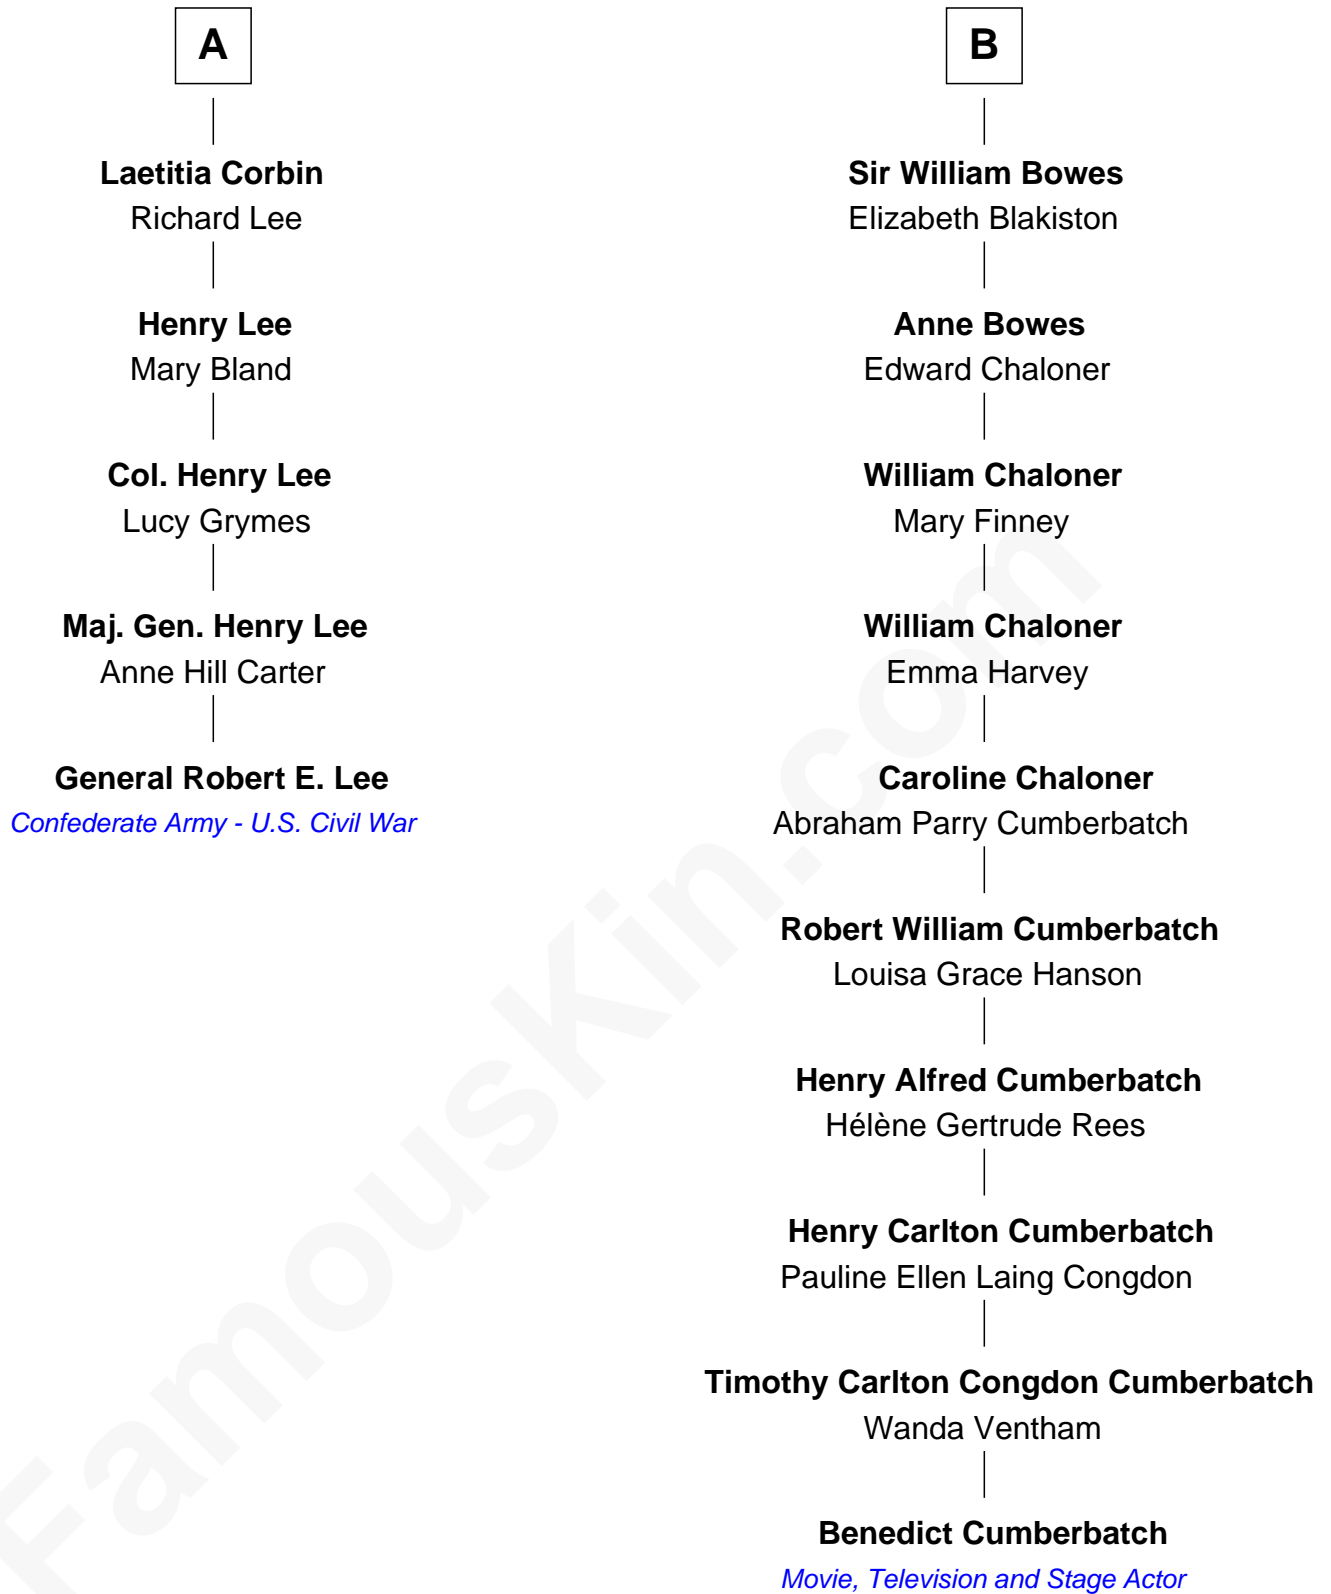 A
Laetitia Corbin
Richard Lee
Henry Lee
Mary Bland
Col. Henry Lee
Lucy Grymes
Maj. Gen. Henry Lee
Anne Hill Carter
General Robert E. Lee
Confederate Army - U.S. Civil War
B
Sir William Bowes
Elizabeth Blakiston
Anne Bowes
Edward Chaloner
William Chaloner
Mary Finney
William Chaloner
Emma Harvey
Caroline Chaloner
Abraham Parry Cumberbatch
Robert William Cumberbatch
Louisa Grace Hanson
Henry Alfred Cumberbatch
Hélène Gertrude Rees
Henry Carlton Cumberbatch
Pauline Ellen Laing Congdon
Timothy Carlton Congdon Cumberbatch
Wanda Ventham
Benedict Cumberbatch
Movie, Television and Stage Actor
FamousKin.com